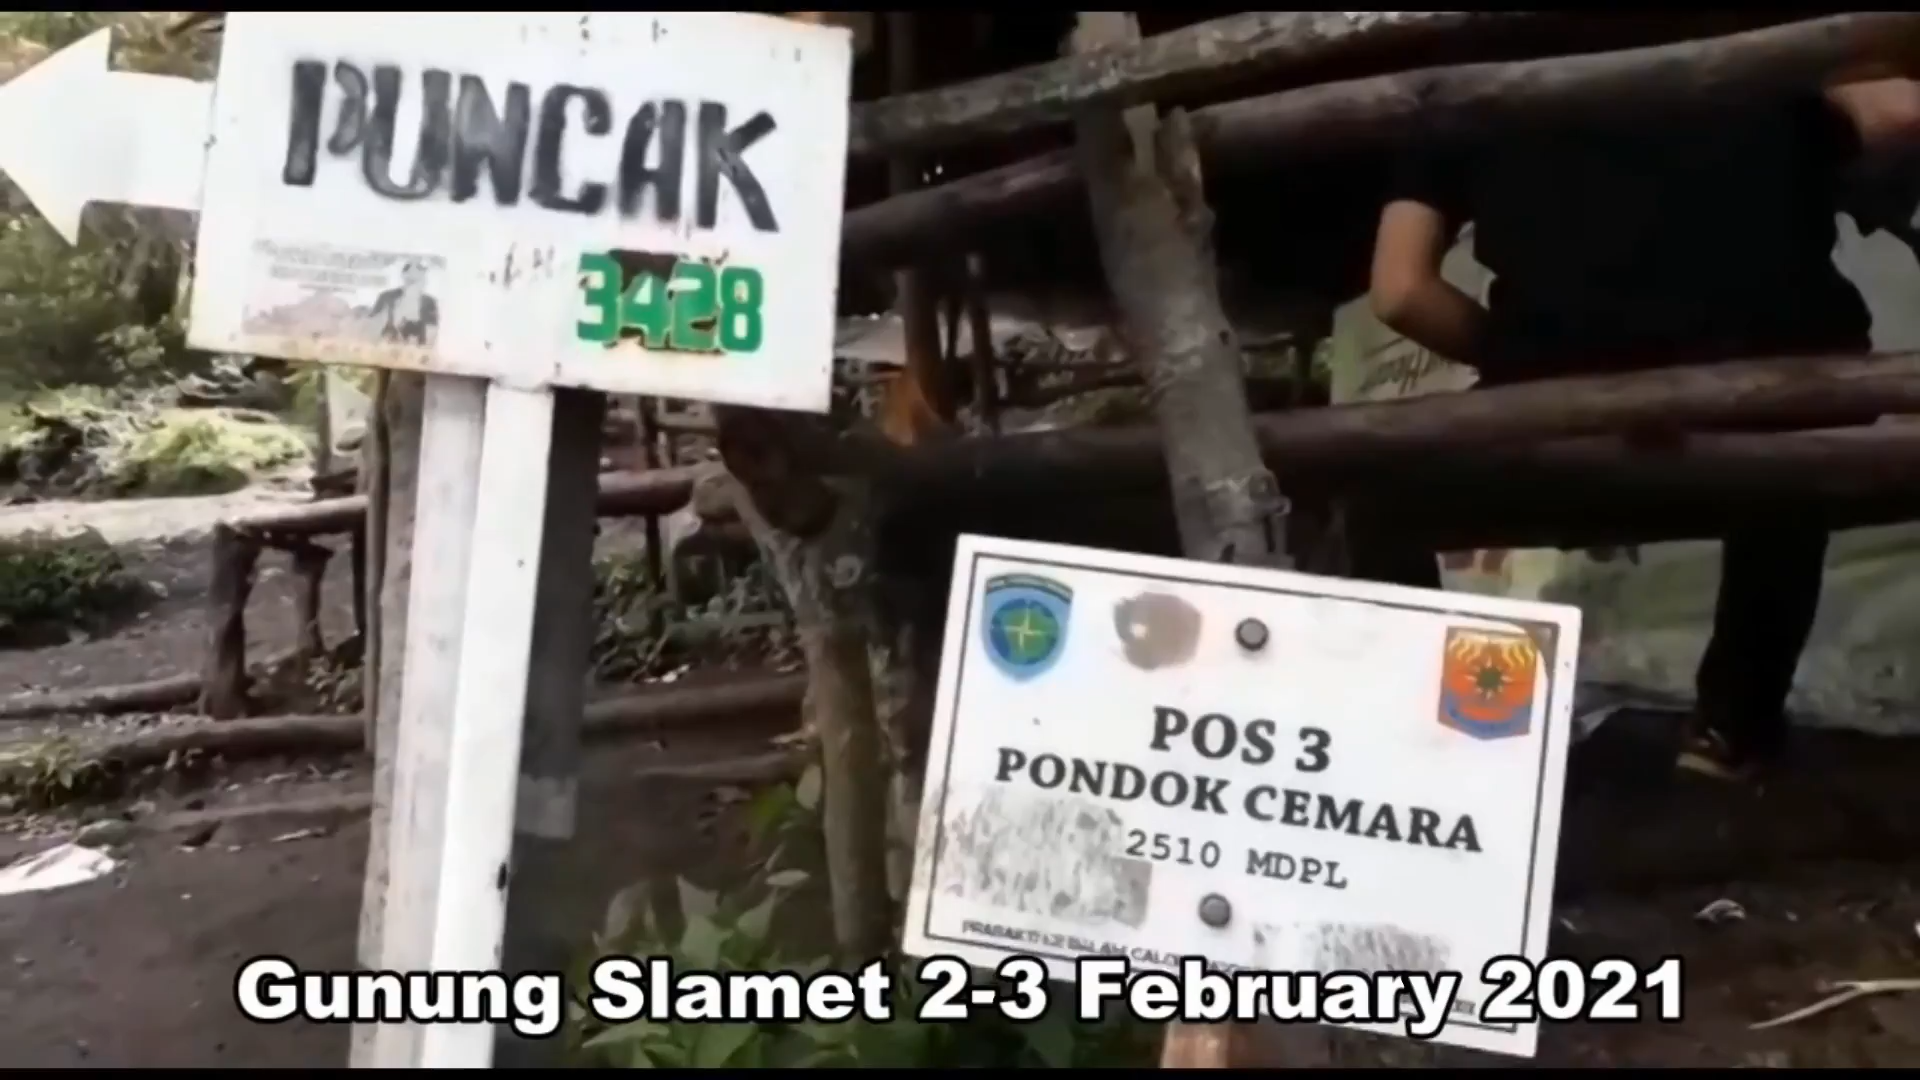 PUNCAK
3428
POS 3
PONDOK CEMARA
2510 MDPL
Gunung Slamet 2-3 February 2021